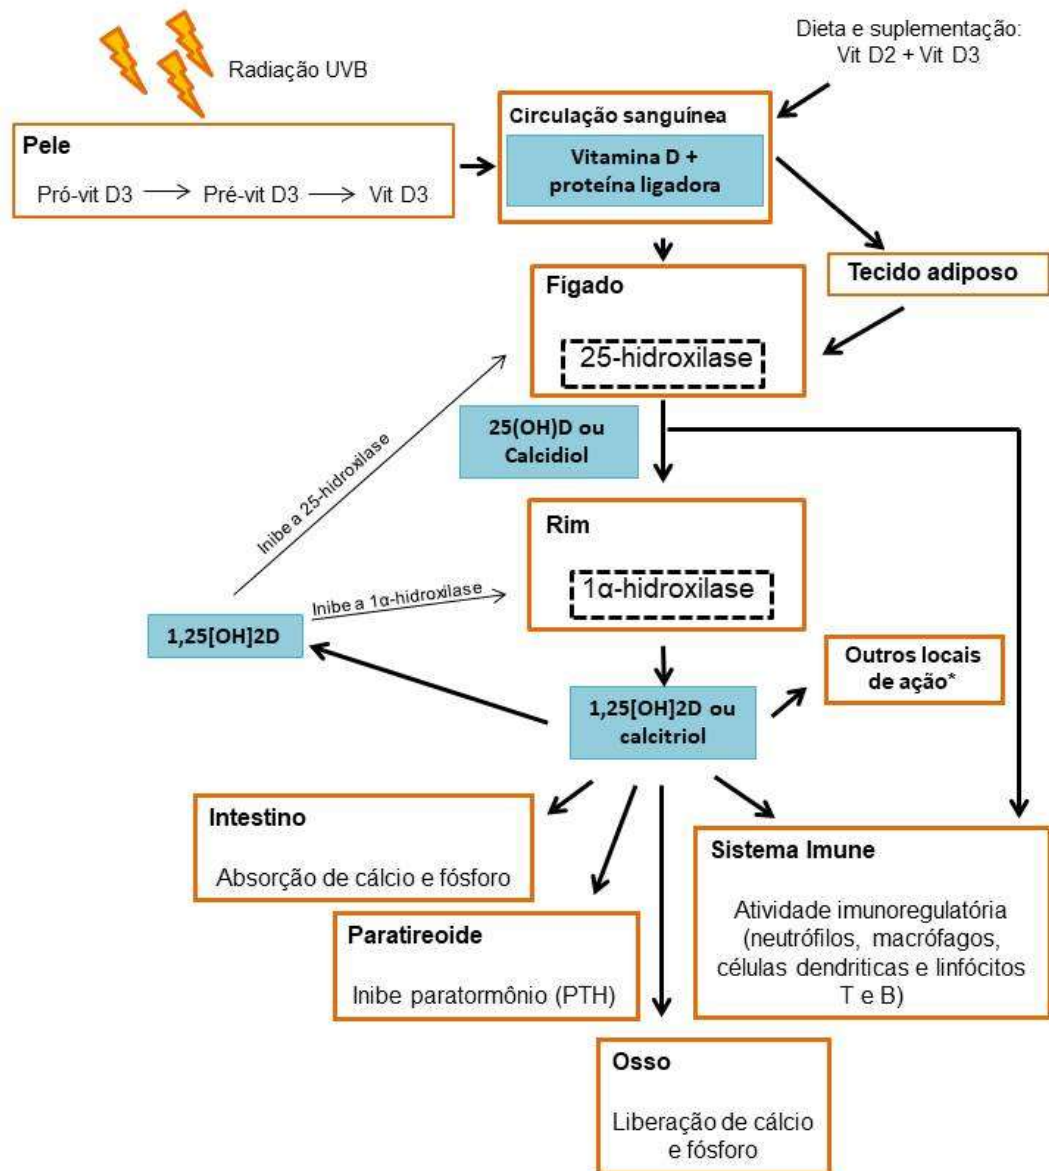 Radiação UVB
Dieta e suplementação:
Vit D2 + Vit D3
Pele
Pró-vit D3 → Pré-vit D3 → Vit D3
Circulação sanguínea
Vitamina D +
proteína ligadora
Tecido adiposo
Fígado
25-hidroxilase
25(OH)D ou
Calcidiol
Inibe a 25-hidroxilase
Rim
1α-hidroxilase
Inibe a 1α-hidroxilase
1,25[OH]2D
Outros locais
de ação*
1,25[OH]2D ou
calcitriol
Intestino
Absorção de cálcio e fósforo
Paratireoide
Inibe paratormônio (PTH)
Sistema Imune
Atividade imunoregulatória
(neutrófilos, macrófagos,
células dendriticas e linfócitos
T e B)
Osso
Liberação de cálcio
e fósforo